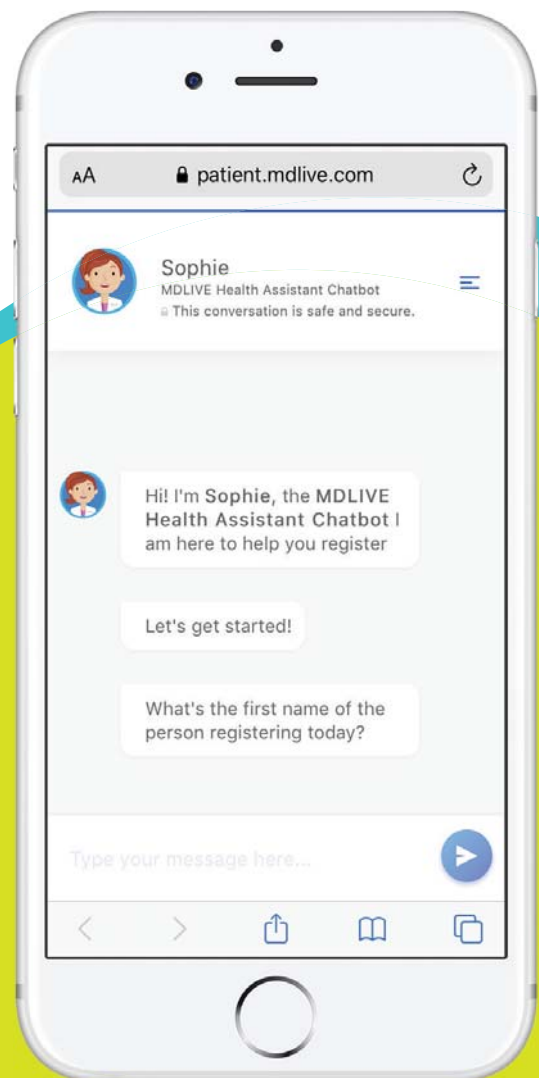 AA patient.mdlive.com
Sophie
MDLIVE Health Assistant Chatbot
This conversation is safe and secure.
Hi! I'm Sophie, the MDLIVE
Health Assistant Chatbot I
am here to help you register
Let's get started!
What's the first name of the
person registering today?
Type your message here...